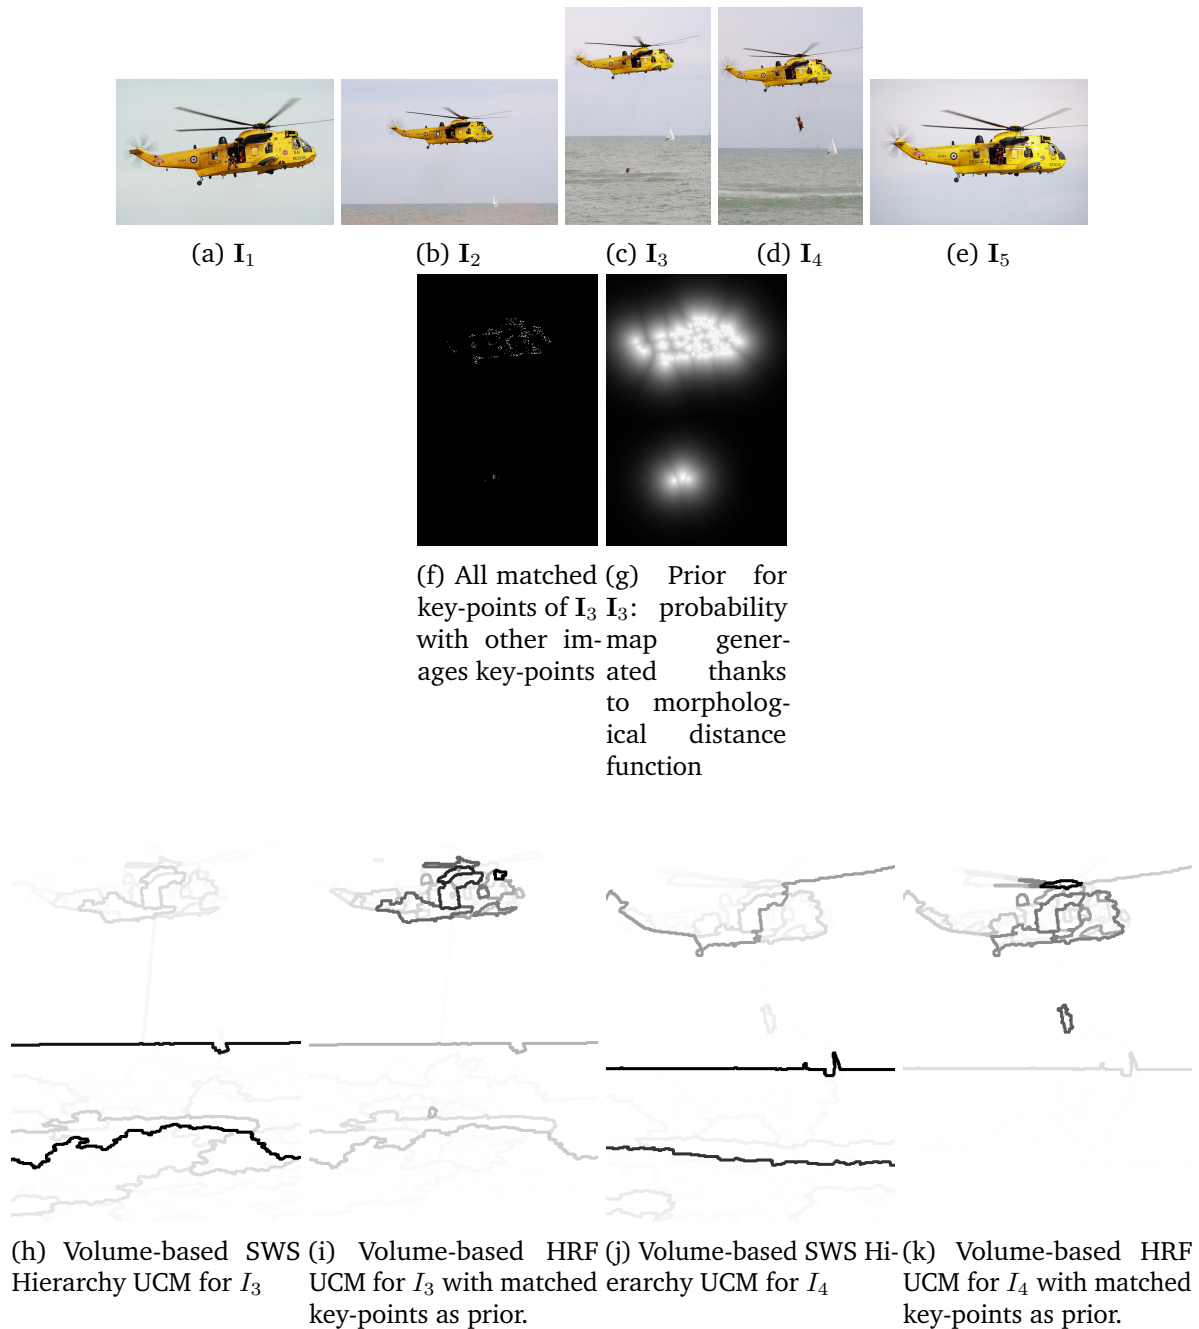 (a) I₁
(b) I₂
(c) I₃
(d) I₄
(e) I₅
(f) All matched
key-points of I₃
with other im-
ages key-points
(g) Prior for
I₃: probability
map gener-
ated thanks
to morpholog-
ical distance
function
(h) Volume-based SWS
Hierarchy UCM for I₃
(i) Volume-based HRF
UCM for I₃ with matched
key-points as prior.
(j) Volume-based SWS Hi-
erarchy UCM for I₄
(k) Volume-based HRF
UCM for I₄ with matched
key-points as prior.